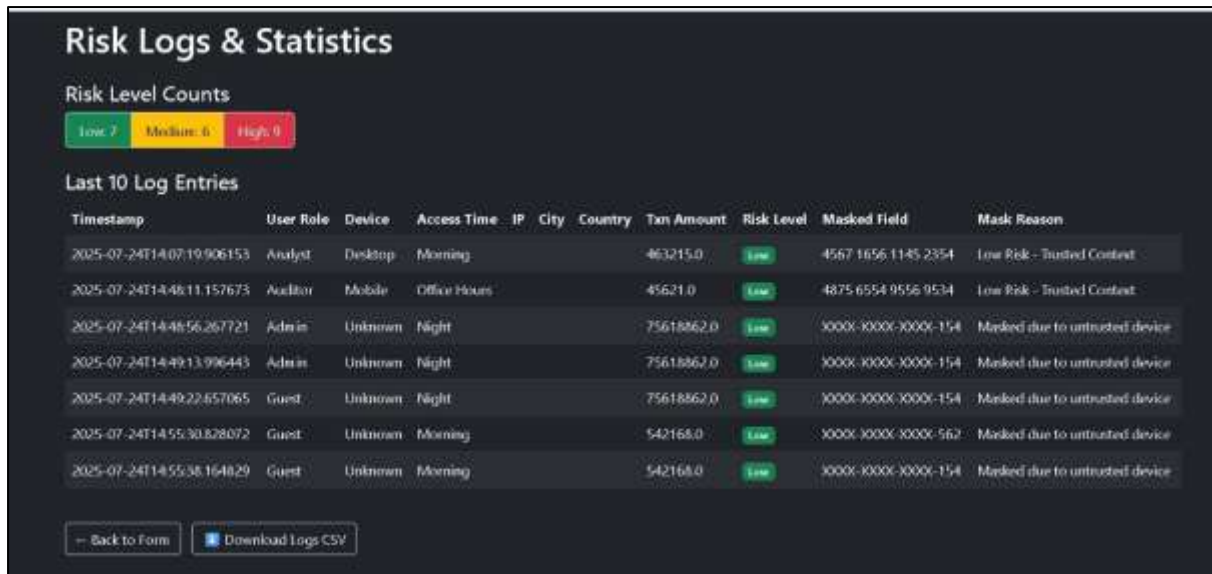 Risk Logs & Statistics
Risk Level Counts
Low: 7 Medium: 6 High: 9
Last 10 Log Entries
Timestamp User Role Device Access Time IP City Country Txn Amount Risk Level Masked Field Mask Reason
2025-07-24T14:07:19.906153 Analyst Desktop Morning 463215.0 Low 4567 1656 1145 2354 Low Risk - Trusted Context
2025-07-24T14:48:11.157673 Auditor Mobile Office Hours 45621.0 Low 4875 6554 9556 9534 Low Risk - Trusted Context
2025-07-24T14:48:56.267721 Admin Unknown Night 75618862.0 Low XXXX-XXXX-XXXX-154 Masked due to untrusted device
2025-07-24T14:49:13.996443 Admin Unknown Night 75618862.0 Low XXXX-XXXX-XXXX-154 Masked due to untrusted device
2025-07-24T14:49:22.657065 Guest Unknown Night 75618862.0 Low XXXX-XXXX-XXXX-154 Masked due to untrusted device
2025-07-24T14:55:30.828072 Guest Unknown Morning 542168.0 Low XXXX-XXXX-XXXX-562 Masked due to untrusted device
2025-07-24T14:55:38.164829 Guest Unknown Morning 542168.0 Low XXXX-XXXX-XXXX-154 Masked due to untrusted device
← Back to Form Download Logs CSV